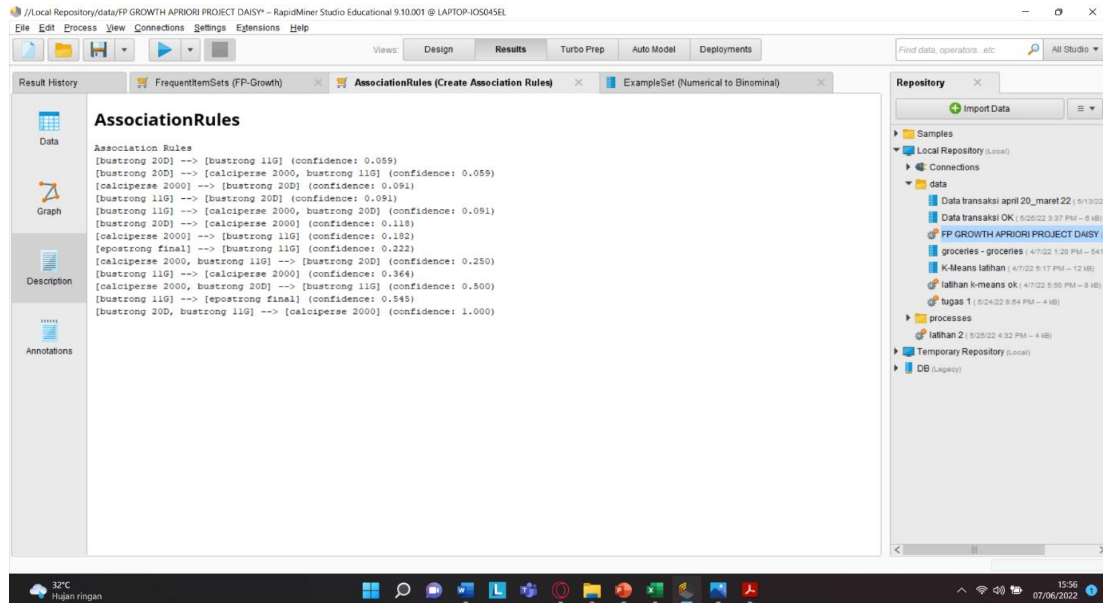 //Local Repository/data/FP GROWTH APRIORI PROJECT DAISY* – RapidMiner Studio Educational 9.10.001 @ LAPTOP-IOS045EL
File Edit Process View Connections Settings Extensions Help
Views: Design Results Turbo Prep Auto Model Deployments
Find data, operators...etc
All Studio
Result History
FrequentItemSets (FP-Growth)
AssociationRules (Create Association Rules)
ExampleSet (Numerical to Binominal)
Data
Graph
Description
Annotations
AssociationRules
Association Rules
[bustrong 20D] --> [bustrong 11G] (confidence: 0.059)
[bustrong 20D] --> [calciperse 2000, bustrong 11G] (confidence: 0.059)
[calciperse 2000] --> [bustrong 20D] (confidence: 0.091)
[bustrong 11G] --> [bustrong 20D] (confidence: 0.091)
[bustrong 11G] --> [calciperse 2000, bustrong 20D] (confidence: 0.091)
[bustrong 20D] --> [calciperse 2000] (confidence: 0.118)
[calciperse 2000] --> [bustrong 11G] (confidence: 0.182)
[epostrong final] --> [bustrong 11G] (confidence: 0.222)
[calciperse 2000, bustrong 11G] --> [bustrong 20D] (confidence: 0.250)
[bustrong 11G] --> [calciperse 2000] (confidence: 0.364)
[calciperse 2000, bustrong 20D] --> [bustrong 11G] (confidence: 0.500)
[bustrong 11G] --> [epostrong final] (confidence: 0.545)
[bustrong 20D, bustrong 11G] --> [calciperse 2000] (confidence: 1.000)
Repository
Import Data
Samples
Local Repository (Local)
Connections
data
Data transaksi april 20_maret 22
Data transaksi OK ( 5/25/22 3:37 PM – 6 kB)
FP GROWTH APRIORI PROJECT DAISY
groceries - groceries ( 4/7/22 1:20 PM – 541
K-Means latihan ( 4/7/22 5:17 PM – 12 kB)
latihan k-means ok ( 4/7/22 5:50 PM – 8 kB)
tugas 1
processes
latihan 2 ( 5/25/22 4:32 PM – 4 kB)
Temporary Repository (Local)
DB (Legacy)
32°C
Hujan ringan
15:56
07/06/2022
1